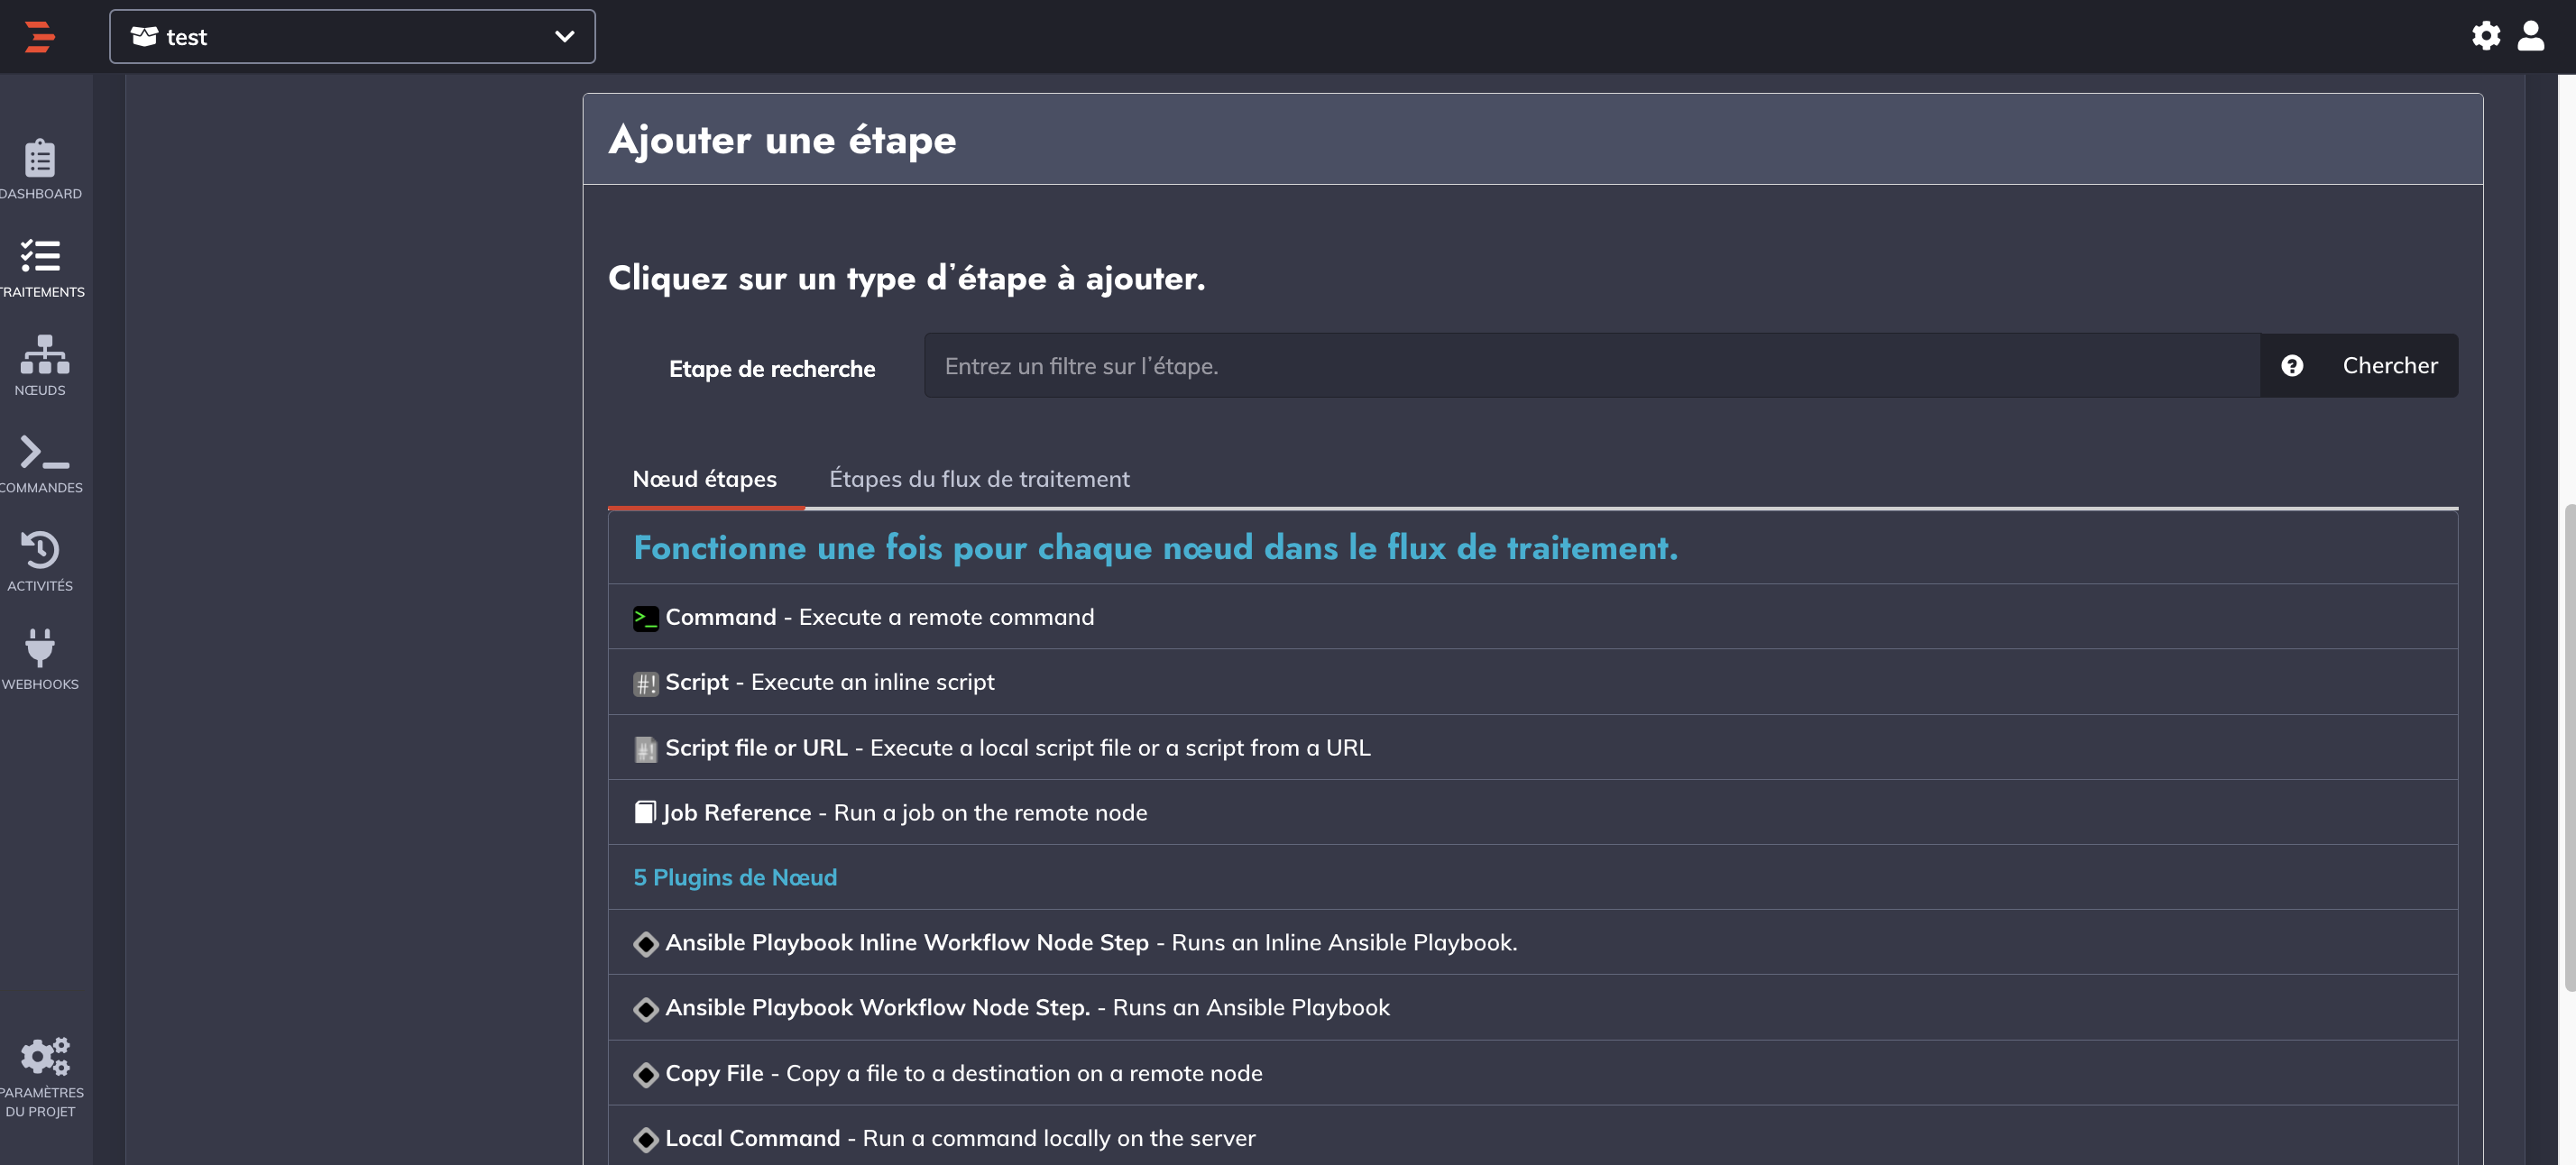 test
DASHBOARD
TRAITEMENTS
NŒUDS
COMMANDES
ACTIVITÉS
WEBHOOKS
PARAMÈTRES
DU PROJET
Ajouter une étape
Cliquez sur un type d'étape à ajouter.
Etape de recherche
Entrez un filtre sur l'étape.
Chercher
Nœud étapes
Étapes du flux de traitement
Fonctionne une fois pour chaque nœud dans le flux de traitement.
>_ Command - Execute a remote command
#! Script - Execute an inline script
#! Script file or URL - Execute a local script file or a script from a URL
Job Reference - Run a job on the remote node
5 Plugins de Nœud
Ansible Playbook Inline Workflow Node Step - Runs an Inline Ansible Playbook.
Ansible Playbook Workflow Node Step. - Runs an Ansible Playbook
Copy File - Copy a file to a destination on a remote node
Local Command - Run a command locally on the server